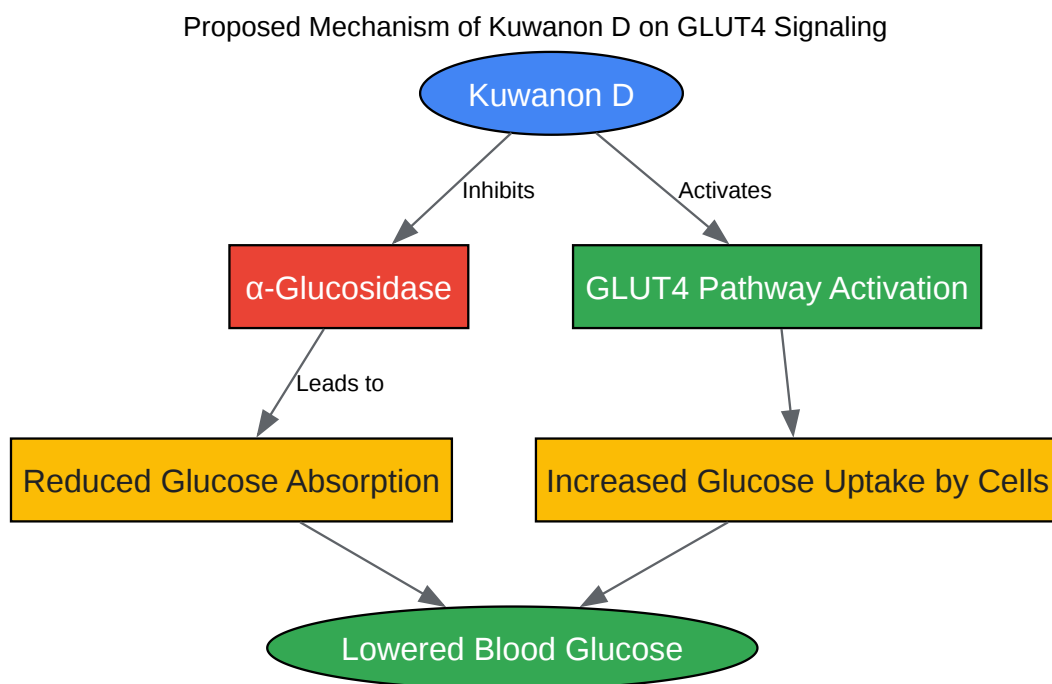 Proposed Mechanism of Kuwanon D on GLUT4 Signaling
Kuwanon D
Inhibits
Activates
α-Glucosidase
GLUT4 Pathway Activation
Leads to
Reduced Glucose Absorption
Increased Glucose Uptake by Cells
Lowered Blood Glucose